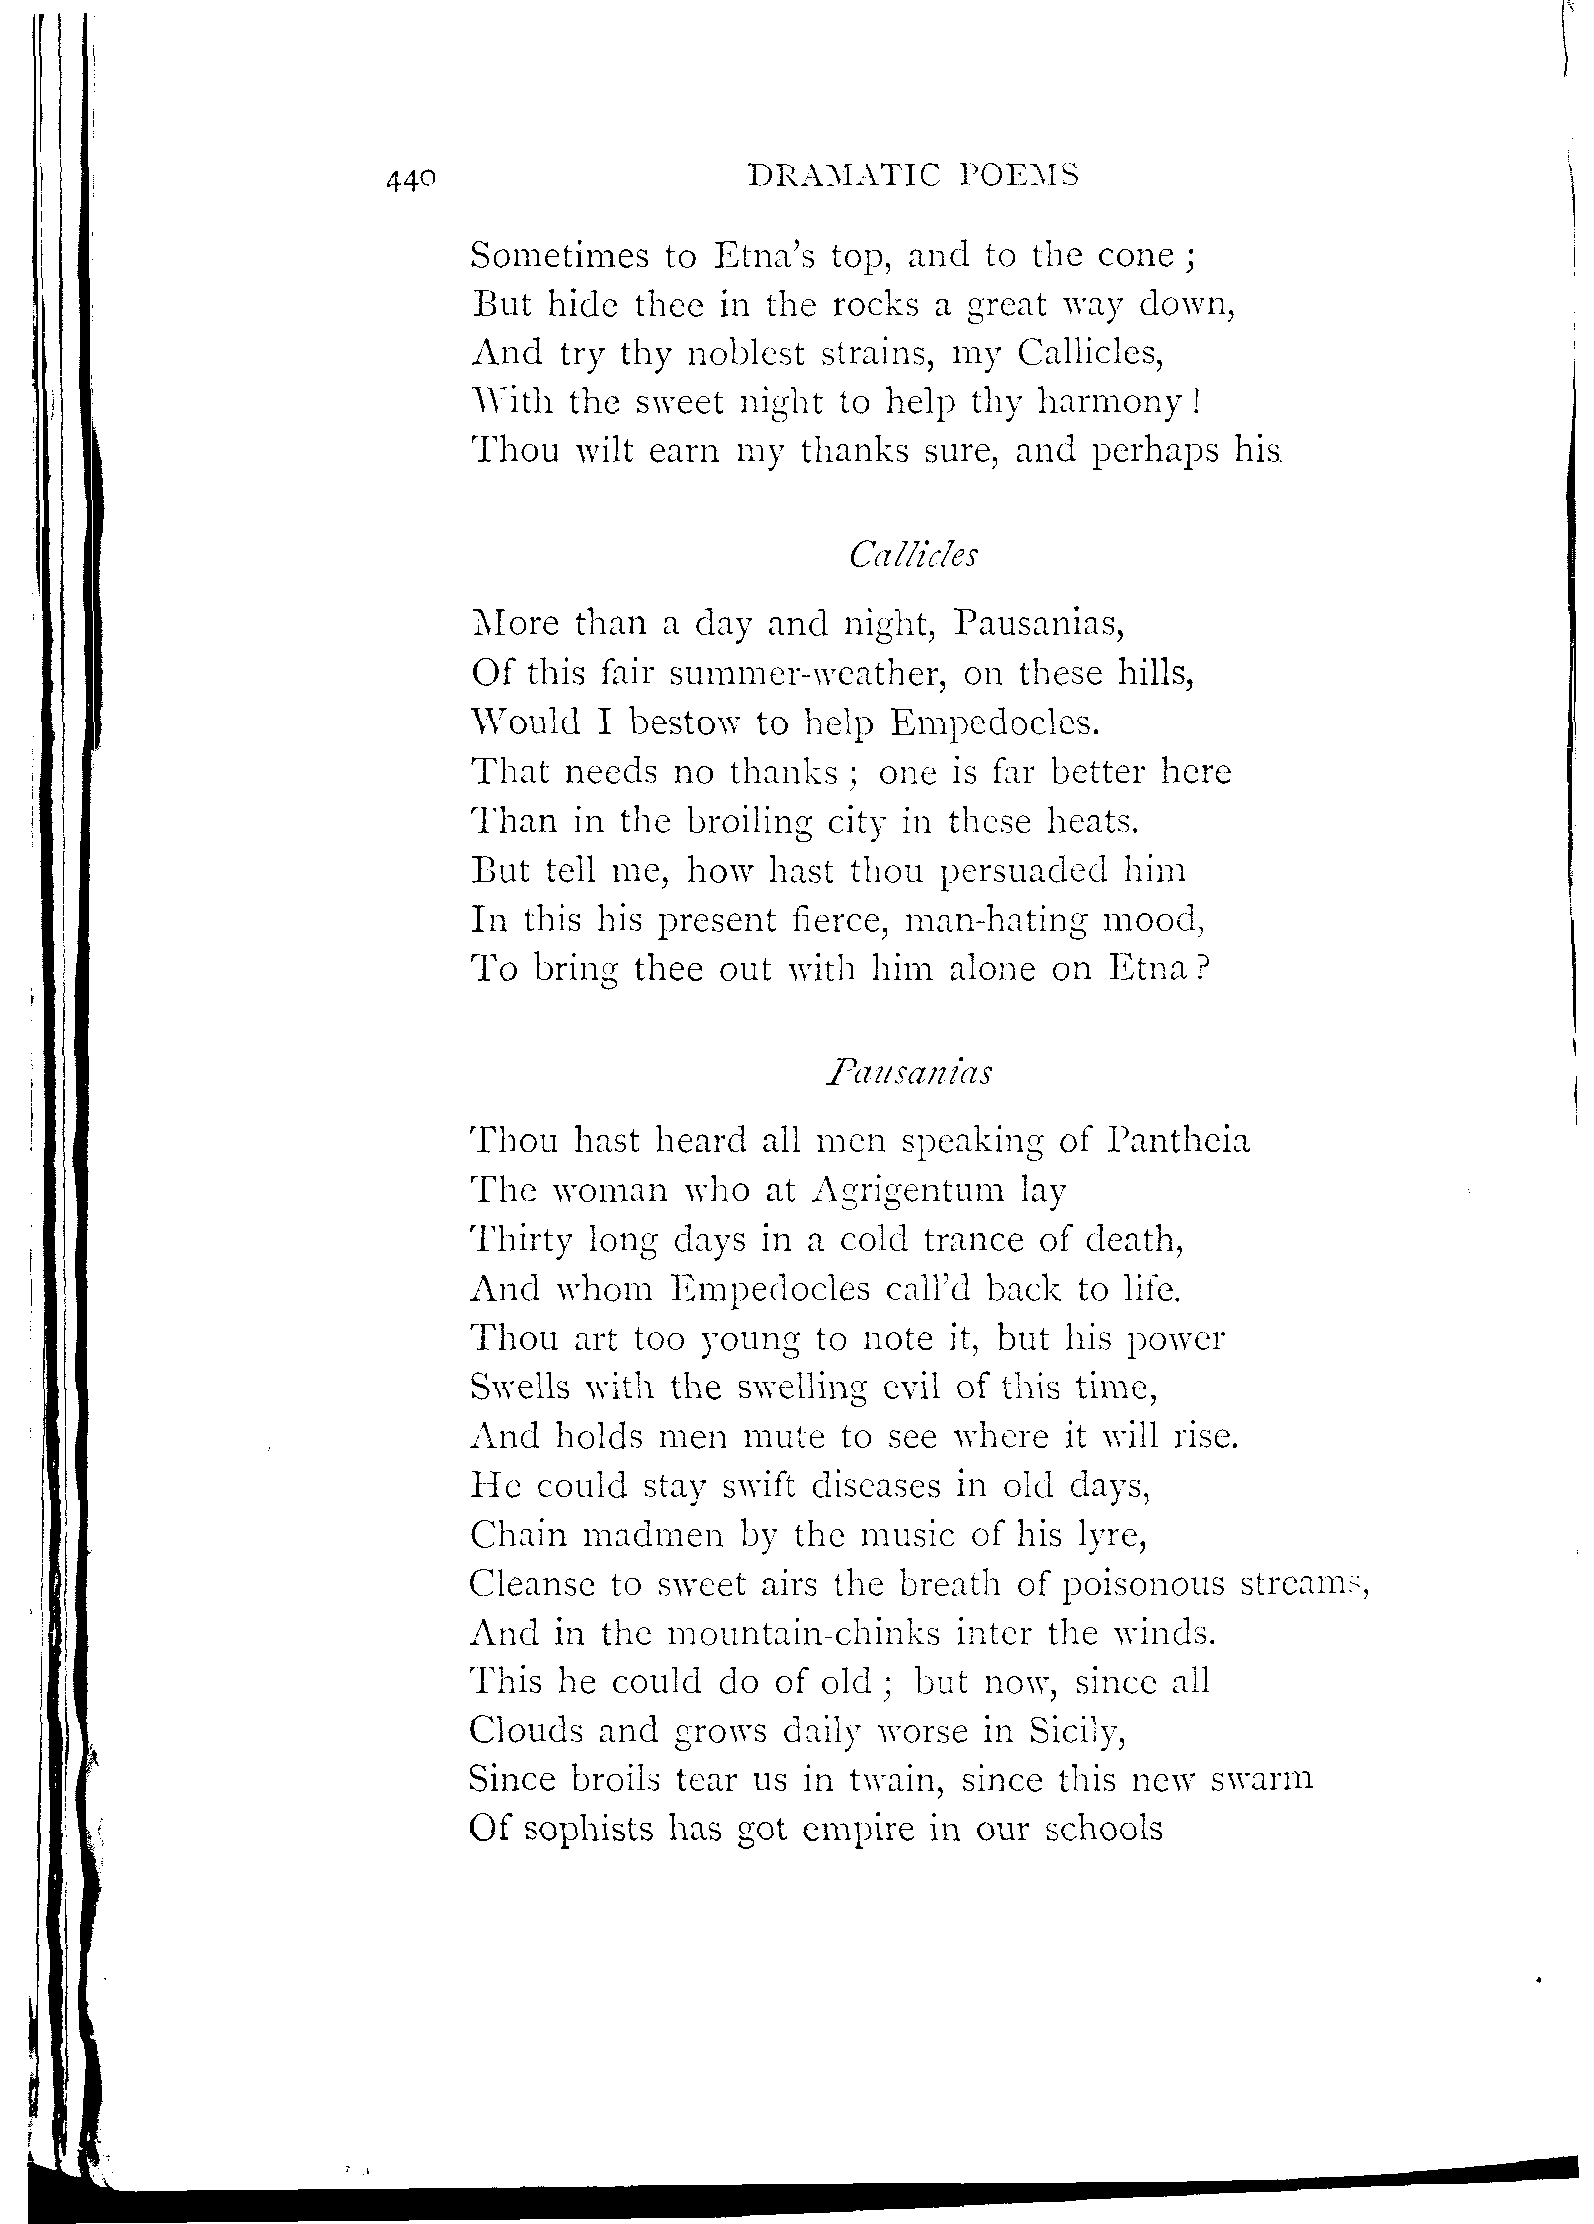 440 DRAMATIC POEMS
Sometimes to Etna's top, and to the cone ;
But hide thee in the rocks a great way down,
And try thy noblest strains, my Callicles,
With the sweet night to help thy harmony !
Thou wilt earn my thanks sure, and perhaps his.
Callicles
More than a day and night, Pausanias,
Of this fair summer-weather, on these hills,
Would I bestow to help Empedocles.
That needs no thanks ; one is far better here
Than in the broiling city in these heats.
But tell me, how hast thou persuaded him
In this his present fierce, man-hating mood,
To bring thee out with him alone on Etna ?
Pausanias
Thou hast heard all men speaking of Pantheia
The woman who at Agrigentum lay
Thirty long days in a cold trance of death,
And whom Empedocles call'd back to life.
Thou art too young to note it, but his power
Swells with the swelling evil of this time,
And holds men mute to see where it will rise.
He could stay swift diseases in old days,
Chain madmen by the music of his lyre,
Cleanse to sweet airs the breath of poisonous streams,
And in the mountain-chinks inter the winds.
This he could do of old ; but now, since all
Clouds and grows daily worse in Sicily,
Since broils tear us in twain, since this new swarm
Of sophists has got empire in our schools